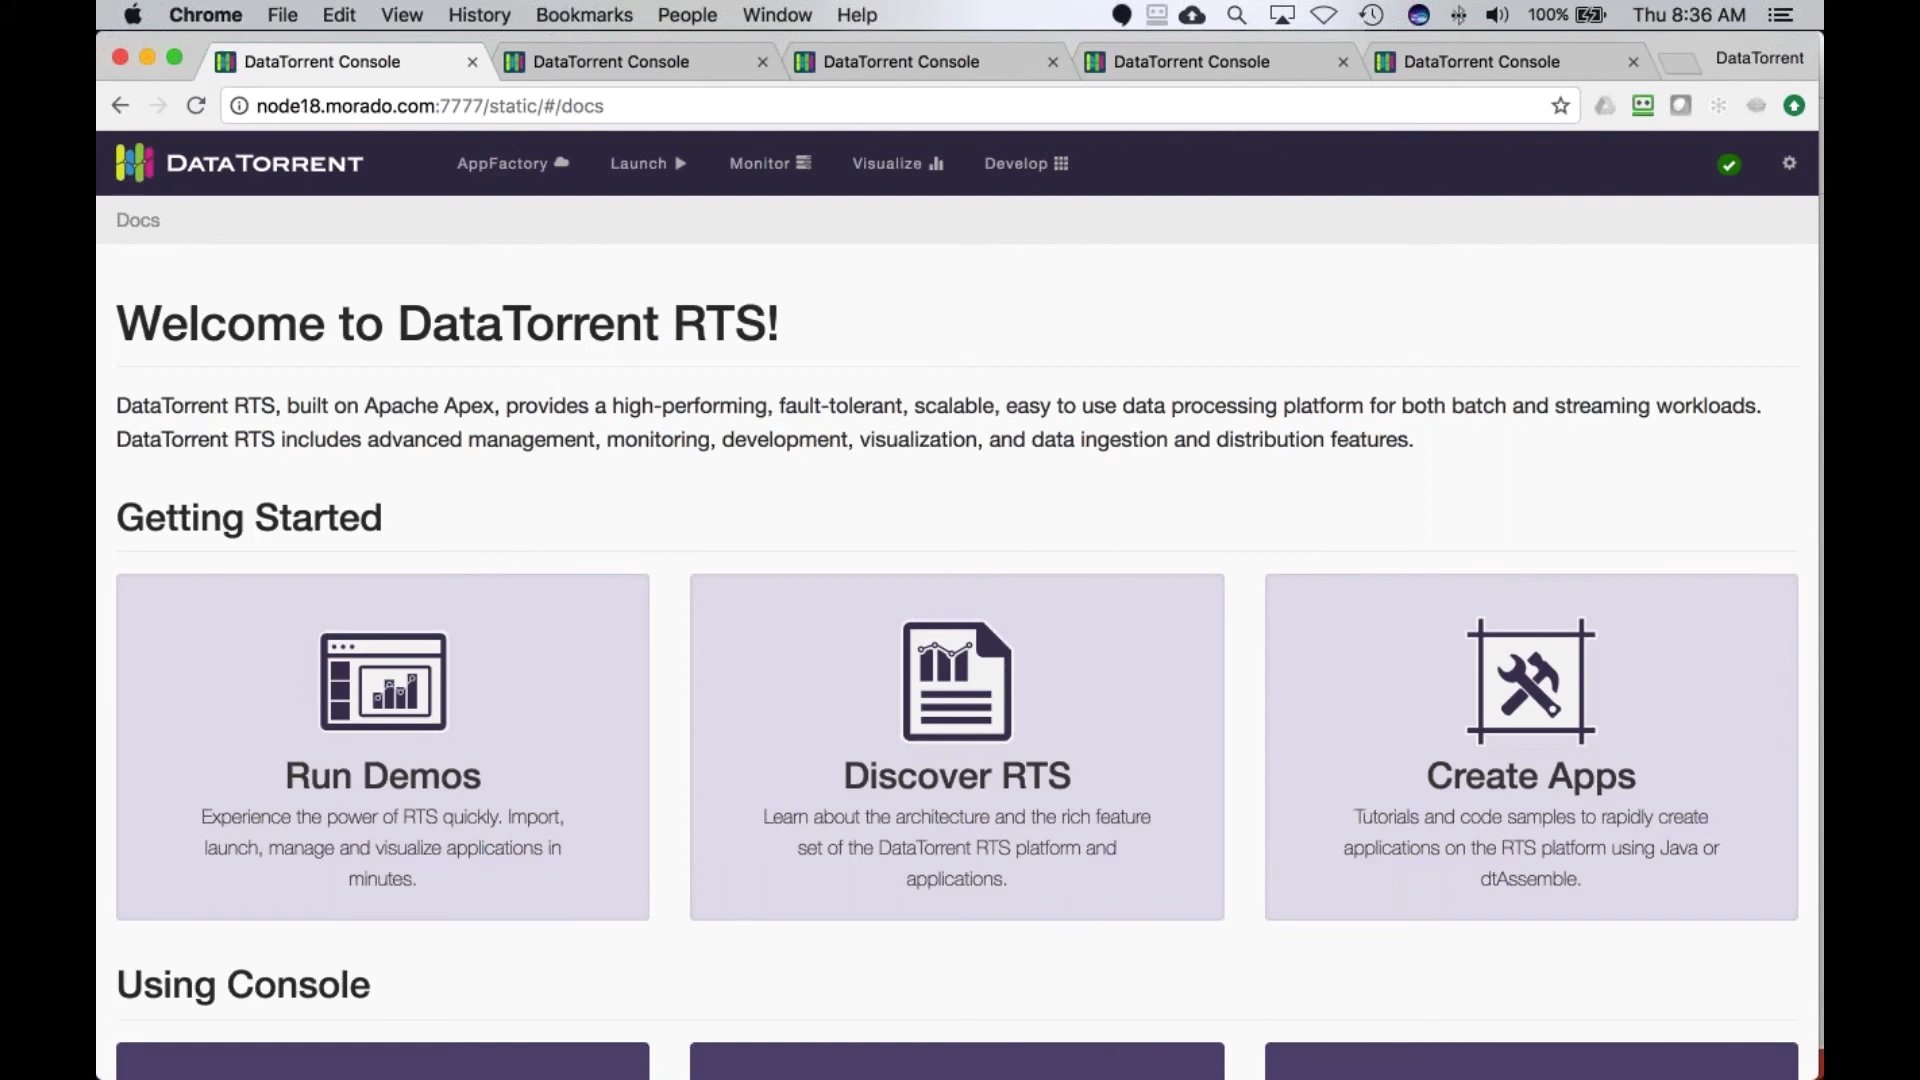 Chrome File Edit View History Bookmarks People Window Help 100% Thu 8:36 AM
DataTorrent Console DataTorrent Console DataTorrent Console DataTorrent Console DataTorrent Console DataTorrent
node18.morado.com:7777/static/#/docs
DATATORRENT AppFactory Launch Monitor Visualize Develop
Docs
Welcome to DataTorrent RTS!
DataTorrent RTS, built on Apache Apex, provides a high-performing, fault-tolerant, scalable, easy to use data processing platform for both batch and streaming workloads.
DataTorrent RTS includes advanced management, monitoring, development, visualization, and data ingestion and distribution features.
Getting Started
Run Demos
Experience the power of RTS quickly. Import,
launch, manage and visualize applications in
minutes.
Discover RTS
Learn about the architecture and the rich feature
set of the DataTorrent RTS platform and
applications.
Create Apps
Tutorials and code samples to rapidly create
applications on the RTS platform using Java or
dtAssemble.
Using Console